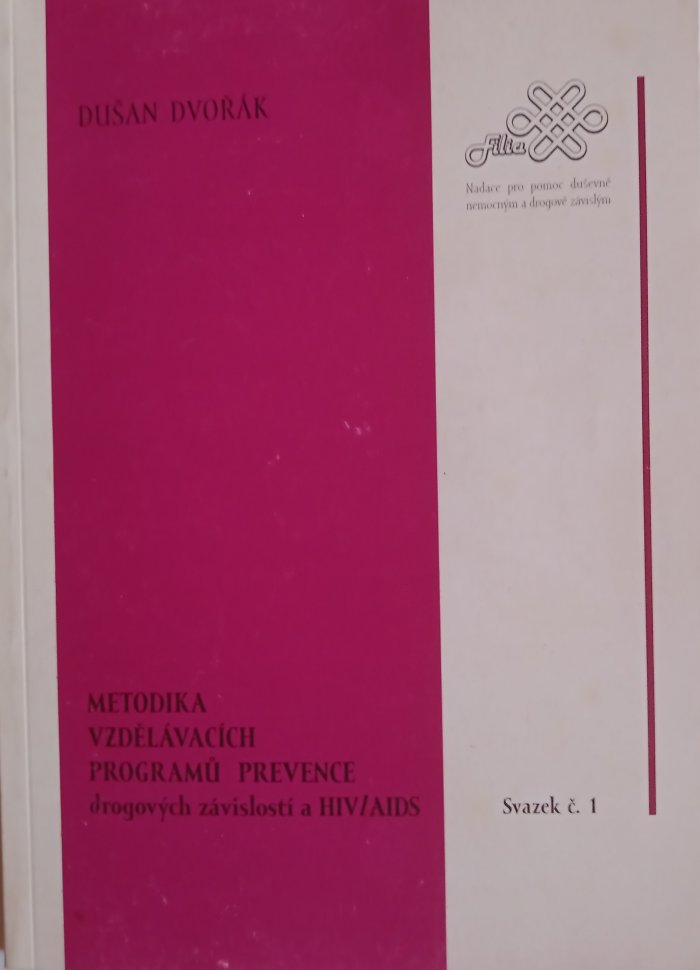 DUŠAN DVOŘÁK
Filia
Nadace pro pomoc duševně
nemocným a drogově závislým
METODIKA
VZDĚLÁVACÍCH
PROGRAMŮ PREVENCE
drogových závislostí a HIV/AIDS
Svazek č. 1